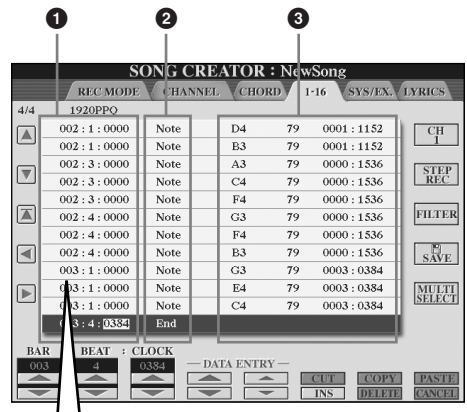 1 2 3
SONG CREATOR : NewSong
REC MODE CHANNEL CHORD 1-16 SYS/EX. LYRICS
4/4 1920PPQ
002 : 1 : 0000 Note D4 79 0001 : 1152
002 : 1 : 0000 Note B3 79 0001 : 1152
002 : 3 : 0000 Note A3 79 0000 : 1536
002 : 3 : 0000 Note C4 79 0000 : 1536
002 : 3 : 0000 Note F4 79 0000 : 1536
002 : 4 : 0000 Note G3 79 0000 : 1536
002 : 4 : 0000 Note F4 79 0000 : 1536
002 : 4 : 0000 Note B3 79 0000 : 1536
003 : 1 : 0000 Note G3 79 0003 : 0384
003 : 1 : 0000 Note E4 79 0003 : 0384
003 : 1 : 0000 Note C4 79 0003 : 0384
003 : 4 : 0384 End
CH
1
STEP
REC
FILTER
SAVE
MULTI
SELECT
BAR BEAT : CLOCK
003 4 0384
DATA ENTRY
CUT COPY PASTE
INS DELETE CANCEL